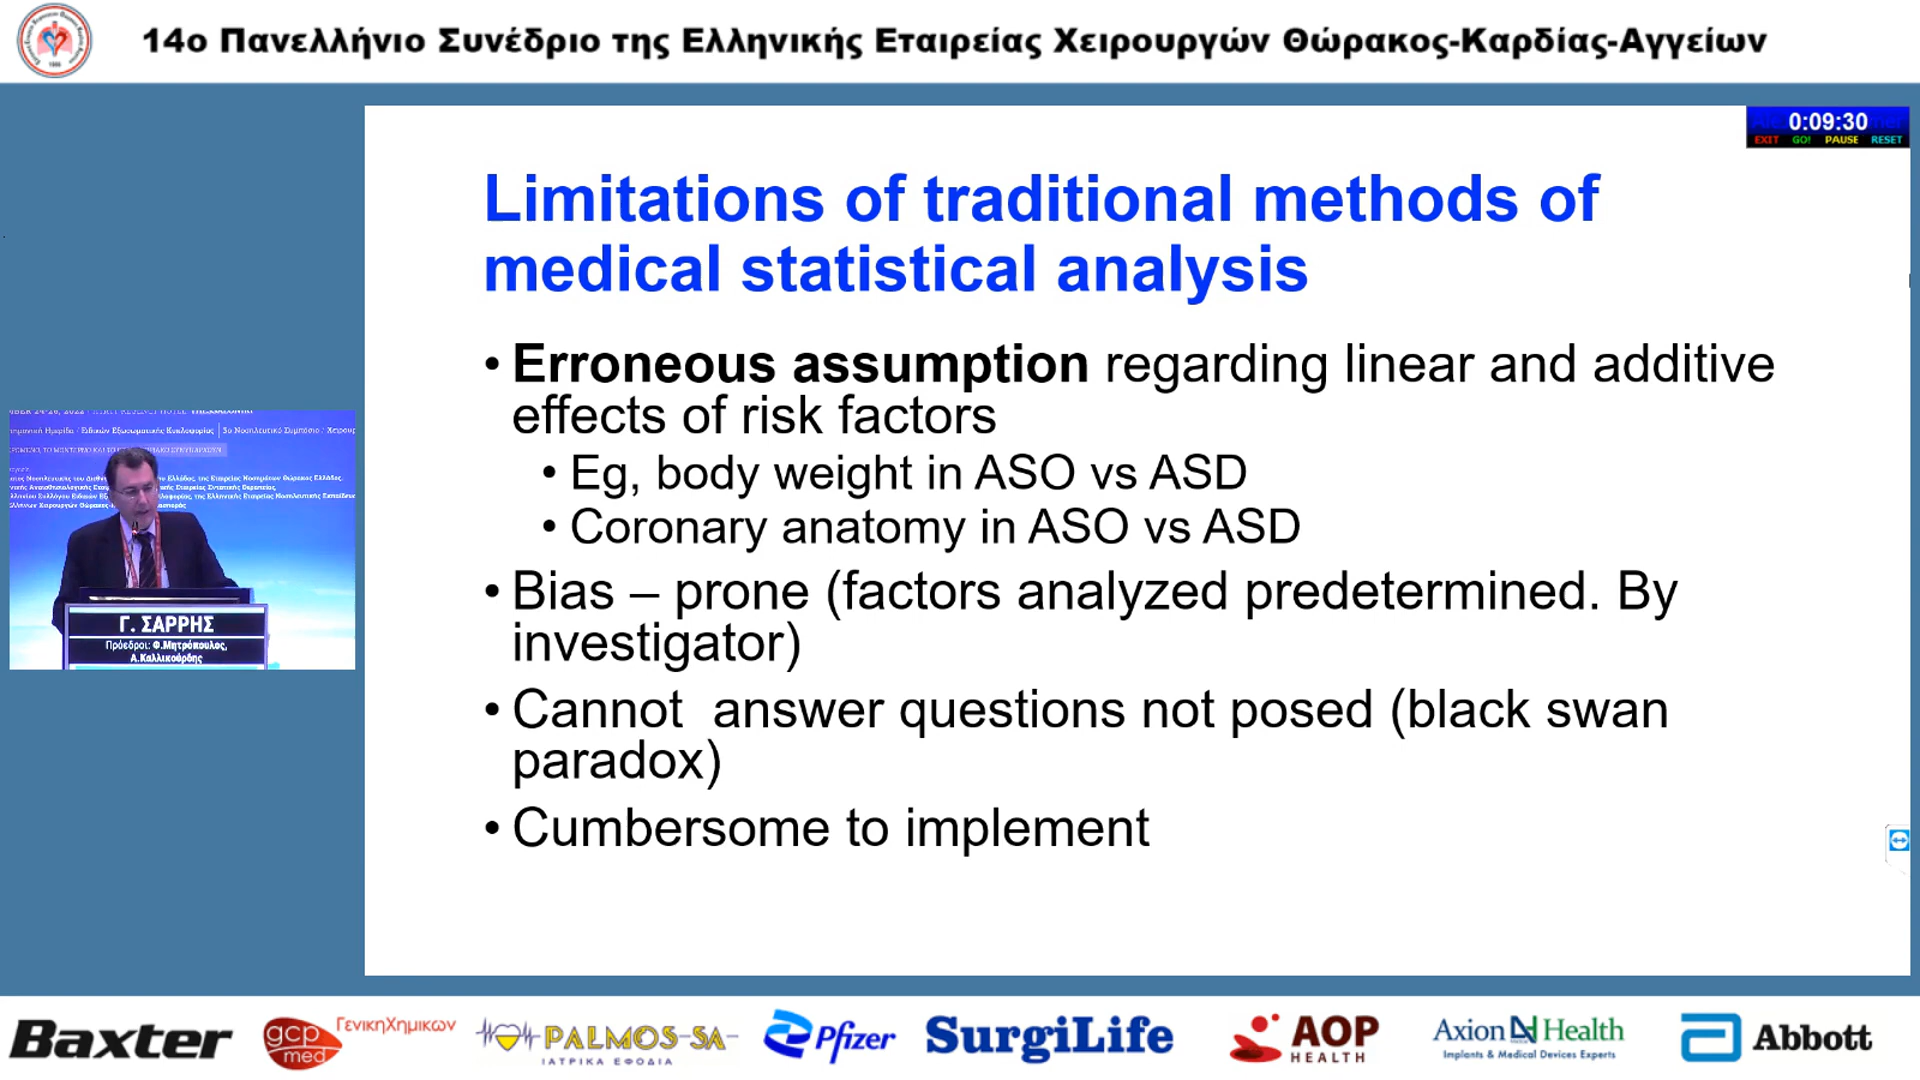 14ο Πανελλήνιο Συνέδριο της Ελληνικής Εταιρείας Χειρουργών Θώρακος-Καρδίας-Αγγείων
0:09:30
EXIT GO! PAUSE RESET
Limitations of traditional methods of
medical statistical analysis
• Erroneous assumption regarding linear and additive
effects of risk factors
• Eg, body weight in ASO vs ASD
• Coronary anatomy in ASO vs ASD
• Bias – prone (factors analyzed predetermined. By
investigator)
• Cannot  answer questions not posed (black swan
paradox)
• Cumbersome to implement
Γ. ΣΑΡΡΗΣ
Πρόεδροι: Φ.Μητρόπουλος,
Α.Καλλικούρδης
Baxter
gcp med ΓενικηΧημικων
PALMOS-SA
ΙΑΤΡΙΚΑ ΕΦΟΔΙΑ
Pfizer
SurgiLife
AOP
HEALTH
Axion Health
Implants & Medical Devices Experts
Abbott